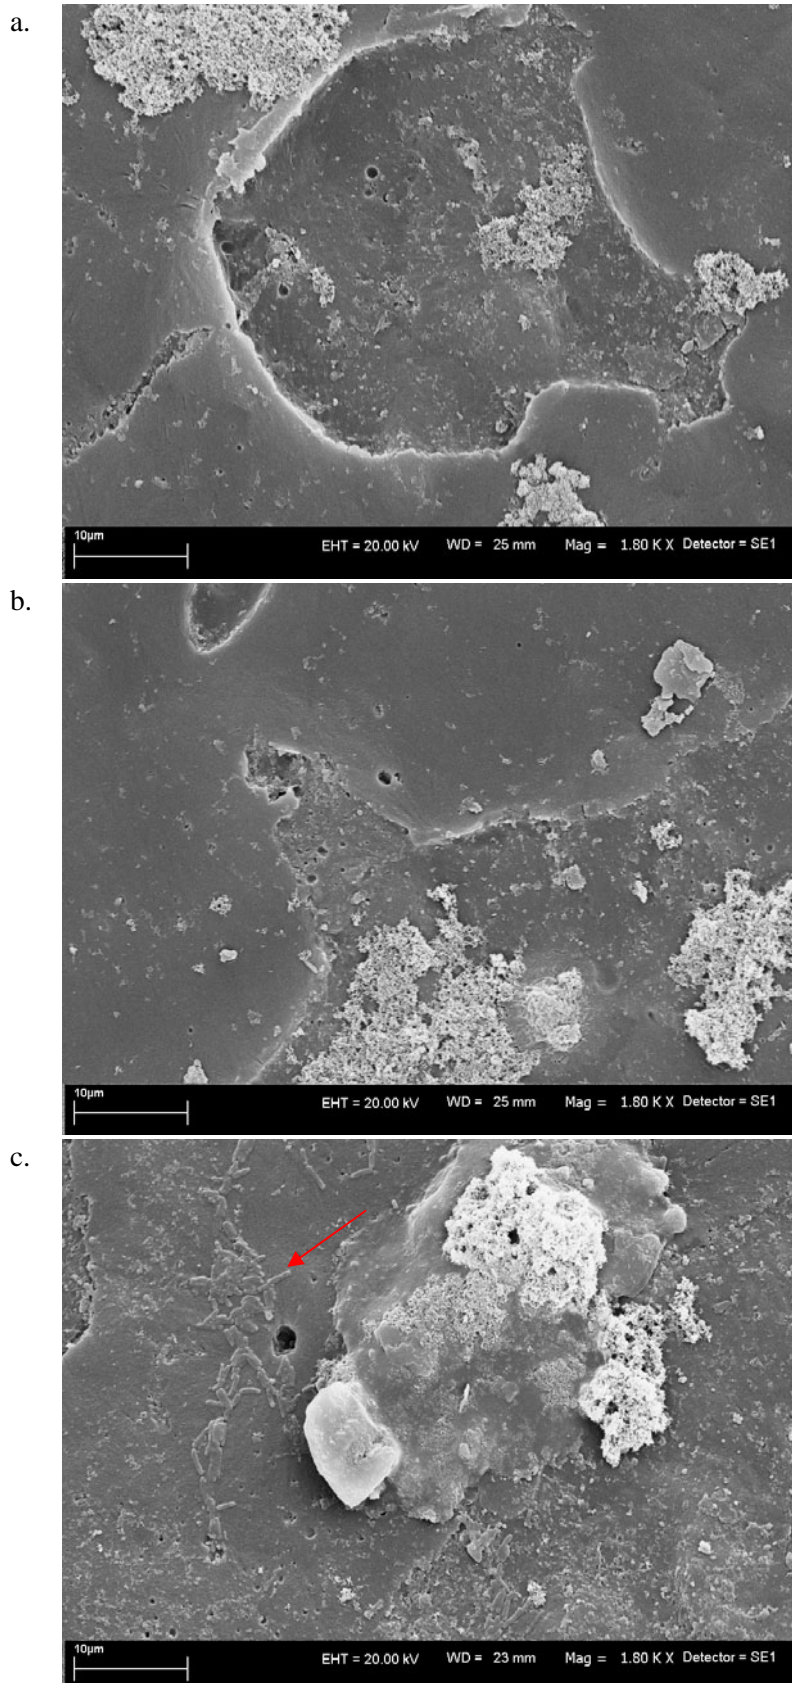 a.
10µm
EHT = 20.00 kV WD = 25 mm Mag = 1.80 K X Detector = SE1
b.
10µm
EHT = 20.00 kV WD = 25 mm Mag = 1.80 K X Detector = SE1
c.
10µm
EHT = 20.00 kV WD = 23 mm Mag = 1.80 K X Detector = SE1